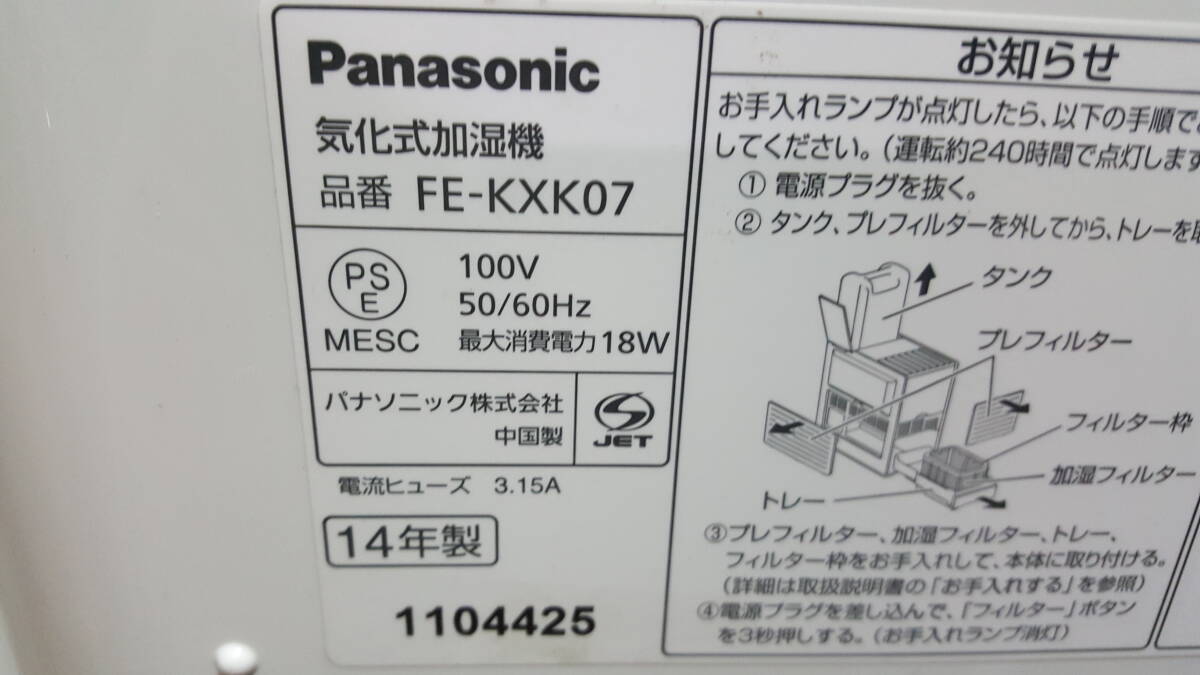 Panasonic
気化式加湿機
品番 FE-KXK07
PS
E
MESC
100V
50/60Hz
最大消費電力 18W
パナソニック株式会社
中国製
JET
電流ヒューズ 3.15A
14年製
1104425
お知らせ
お手入れランプが点灯したら、以下の手順で
してください。(運転約240時間で点灯します
① 電源プラグを抜く。
② タンク、プレフィルターを外してから、トレーを
タンク
プレフィルター
フィルター枠
加湿フィルター
トレー
③プレフィルター、加湿フィルター、トレー、
フィルター枠をお手入れして、本体に取り付ける。
(詳細は取扱説明書の「お手入れする」を参照)
④電源プラグを差し込んで、「フィルター」ボタン
を3秒押しする。(お手入れランプ消灯)